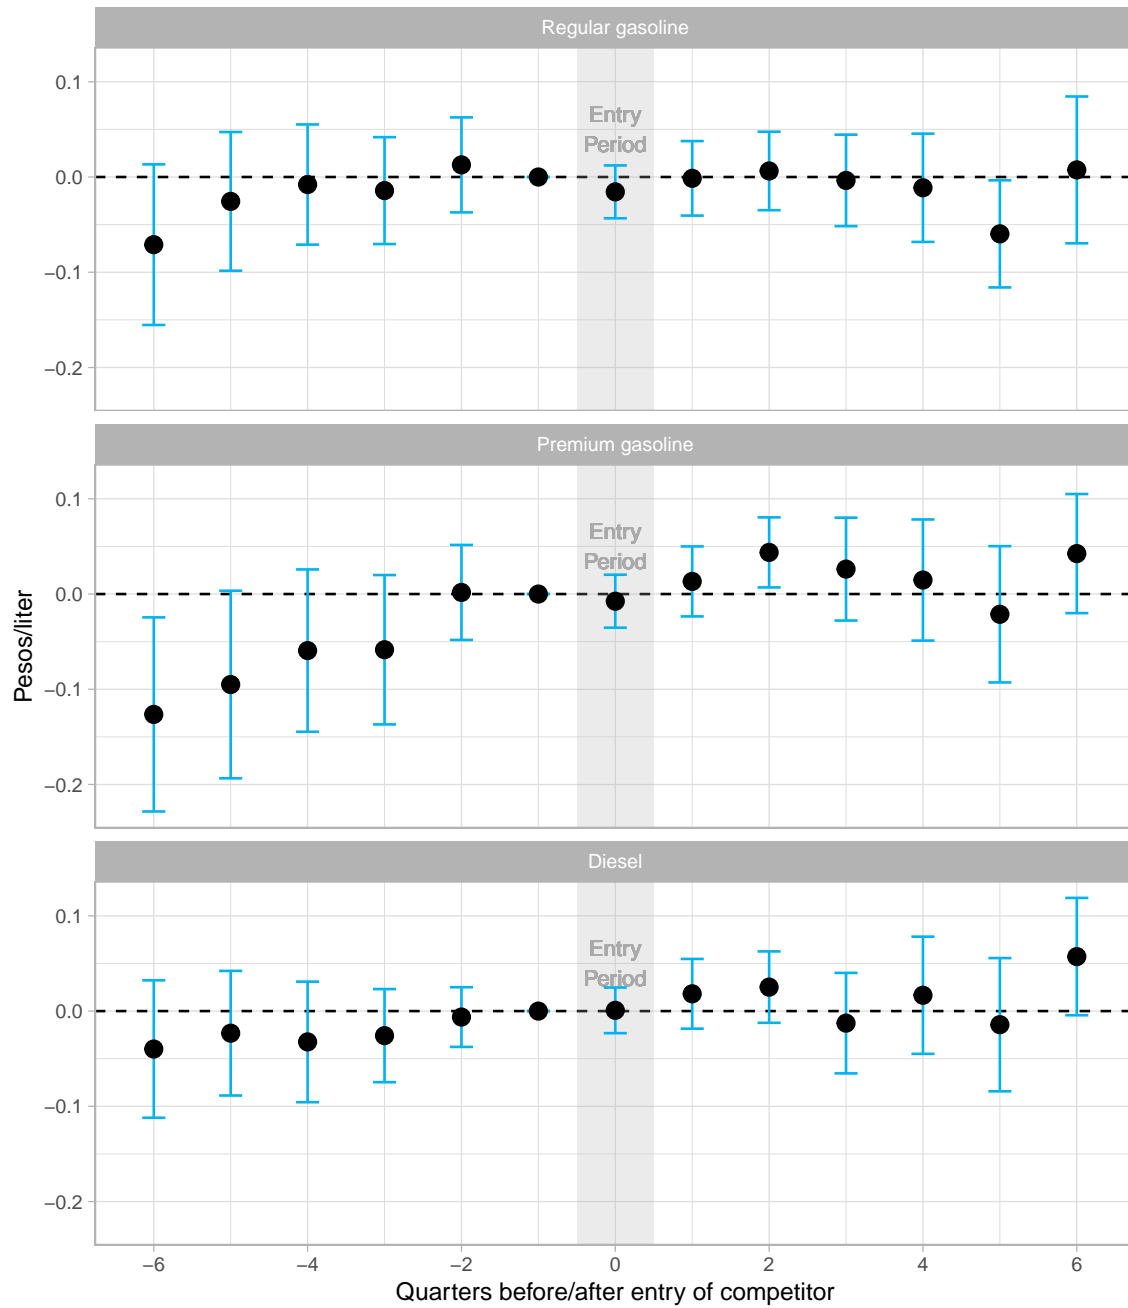 Regular gasoline
0.1
0.0
−0.1
−0.2
Entry
Period
Premium gasoline
0.1
0.0
−0.1
−0.2
Entry
Period
Diesel
0.1
0.0
−0.1
−0.2
Entry
Period
−6 −4 −2 0 2 4 6
Quarters before/after entry of competitor
Pesos/liter